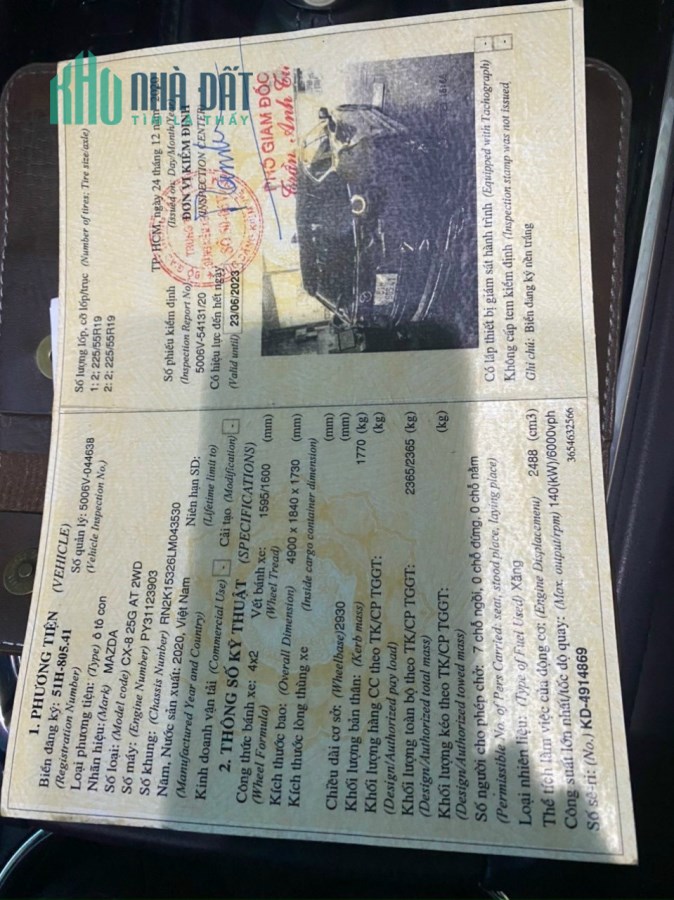 KHO NHÀ ĐẤT
TÌM LÀ THẤY
1. PHƯƠNG TIỆN (VEHICLE)
Biển đăng ký: 51H-805.41
(Registration Number)
Số quản lý: 5006V-044638
(Vehicle Inspection No.)
Loại phương tiện: (Type) ô tô con
Nhãn hiệu: (Mark) MAZDA
Số loại: (Model code) CX-8 25G AT 2WD
Số máy: (Engine Number) PY31123903
Số khung: (Chassis Number) RN2K15326LM043530
Năm, Nước sản xuất: 2020, Việt Nam
(Manufactured Year and Country)
Niên hạn SD:
(Lifetime limit to)
Kinh doanh vận tải (Commercial Use) - Cải tạo (Modification) -
2. THÔNG SỐ KỸ THUẬT (SPECIFICATIONS)
Công thức bánh xe: 4x2 Vết bánh xe: 1595/1600 (mm)
(Wheel Formula) (Wheel Tread)
Kích thước bao: (Overall Dimension) 4900 x 1840 x 1730 (mm)
Kích thước lòng thùng xe (Inside cargo container dimension)
(mm)
Chiều dài cơ sở: (Wheelbase) 2930 (mm)
Khối lượng bản thân: (Kerb mass) 1770 (kg)
Khối lượng hàng CC theo TK/CP TGGT: (kg)
(Design/Authorized pay load)
Khối lượng toàn bộ theo TK/CP TGGT: 2365/2365 (kg)
(Design/Authorized total mass)
Khối lượng kéo theo TK/CP TGGT: (kg)
(Design/Authorized towed mass)
Số người cho phép chở: 7 chỗ ngồi, 0 chỗ đứng, 0 chỗ nằm
(Permissible No. of Pers Carried: seat, stood place, laying place)
Loại nhiên liệu: (Type of Fuel Used) Xăng
Thể tích làm việc của động cơ: (Engine Displacement) 2488 (cm3)
Công suất lớn nhất/tốc độ quay: (Max. output/rpm) 140(kW)/6000vph
Số sê-ri: (No.) KD-4914869 3654632566
Số lượng lốp, cỡ lốp/trục (Number of tires: Tire size/axle)
1: 2; 225/55R19
2: 2; 225/55R19
Số phiếu kiểm định
(Inspection Report No)
5006V-54131/20
Có hiệu lực đến hết ngày
(Valid until) 23/06/2023
TP. HCM, ngày 24 tháng 12
(Issued on: Day/Month/
ĐƠN VỊ KIỂM ĐỊNH
INSPECTION CENTER
PHÓ GIÁM ĐỐC
Trần Anh
Có lắp thiết bị giám sát hành trình (Equipped with Tachograph) -
Không cấp tem kiểm định (Inspection stamp was not issued) -
Ghi chú: Biển đăng ký nền trắng